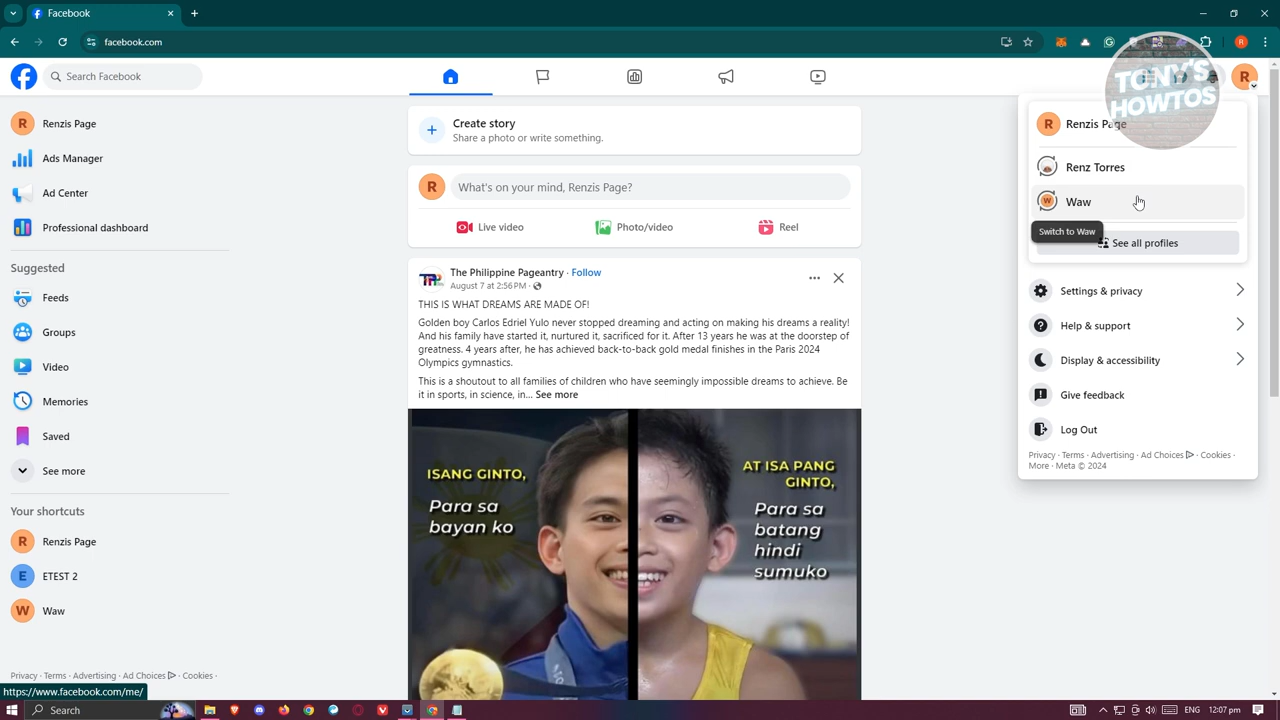 Facebook
facebook.com
R
Search Facebook
R
TONY'S
HOWTOS
R
Renzis Page
Ads Manager
Ad Center
Professional dashboard
Suggested
Feeds
Groups
Video
Memories
Saved
See more
Your shortcuts
R
Renzis Page
E
ETEST 2
W
Waw
Privacy · Terms · Advertising · Ad Choices · Cookies ·
https://www.facebook.com/me/
Create story
Share a photo or write something.
R
What's on your mind, Renzis Page?
Live video
Photo/video
Reel
The Philippine Pageantry · Follow
August 7 at 2:56 PM ·
THIS IS WHAT DREAMS ARE MADE OF!
Golden boy Carlos Edriel Yulo never stopped dreaming and acting on making his dreams a reality!
And his family have started it, nurtured it, sacrificed for it. After 13 years he was at the doorstep of
greatness. 4 years after, he has achieved back-to-back gold medal finishes in the Paris 2024
Olympics gymnastics.
This is a shoutout to all families of children who have seemingly impossible dreams to achieve. Be
it in sports, in science, in... See more
ISANG GINTO,
Para sa
bayan ko
AT ISA PANG
GINTO,
Para sa
batang
hindi
sumuko
R
Renzis Page
Renz Torres
W
Waw
Switch to Waw
See all profiles
Settings & privacy
Help & support
Display & accessibility
Give feedback
Log Out
Privacy · Terms · Advertising · Ad Choices · Cookies ·
More · Meta © 2024
Search
ENG
12:07 pm